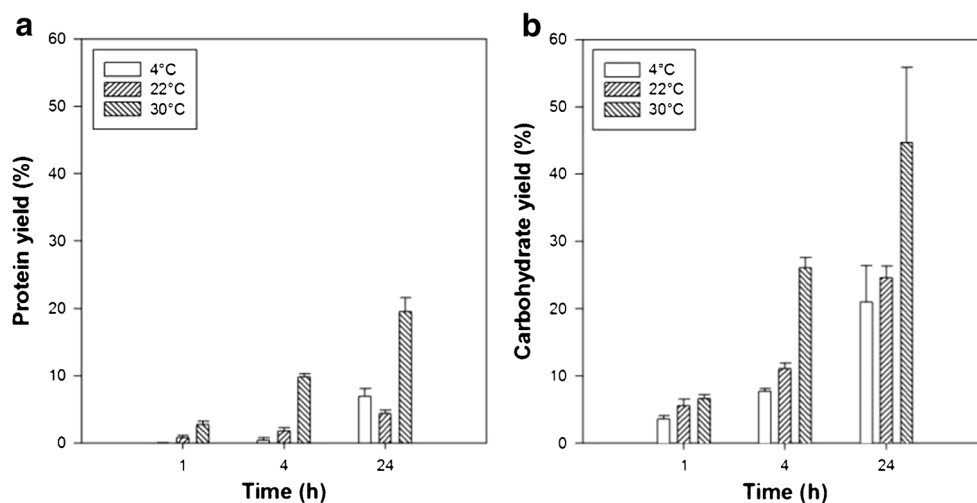 a
60
50
40
30
20
10
0
Protein yield (%)
4°C
22°C
30°C
1 4 24
Time (h)
b
60
50
40
30
20
10
0
Carbohydrate yield (%)
4°C
22°C
30°C
1 4 24
Time (h)